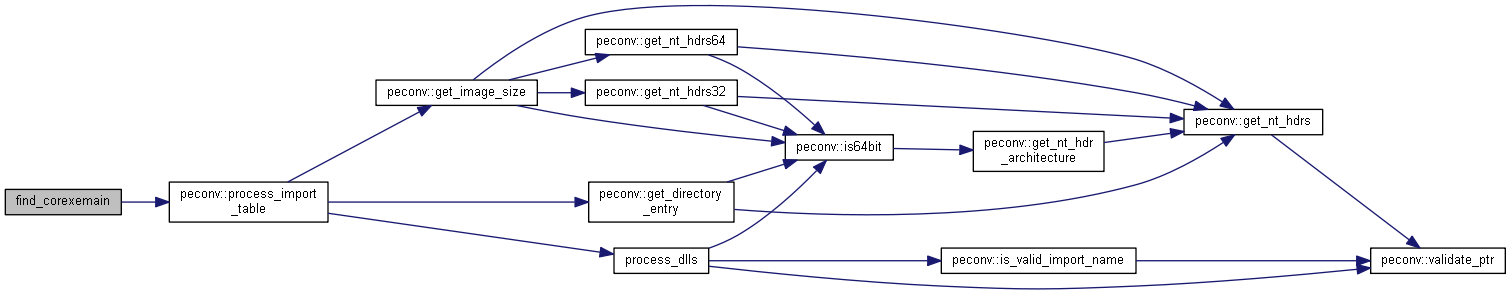 find_corexemain
peconv::process_import
_table
peconv::get_image_size
peconv::get_nt_hdrs64
peconv::get_nt_hdrs32
peconv::get_directory
_entry
process_dlls
peconv::is64bit
peconv::get_nt_hdr
_architecture
peconv::is_valid_import_name
peconv::get_nt_hdrs
peconv::validate_ptr